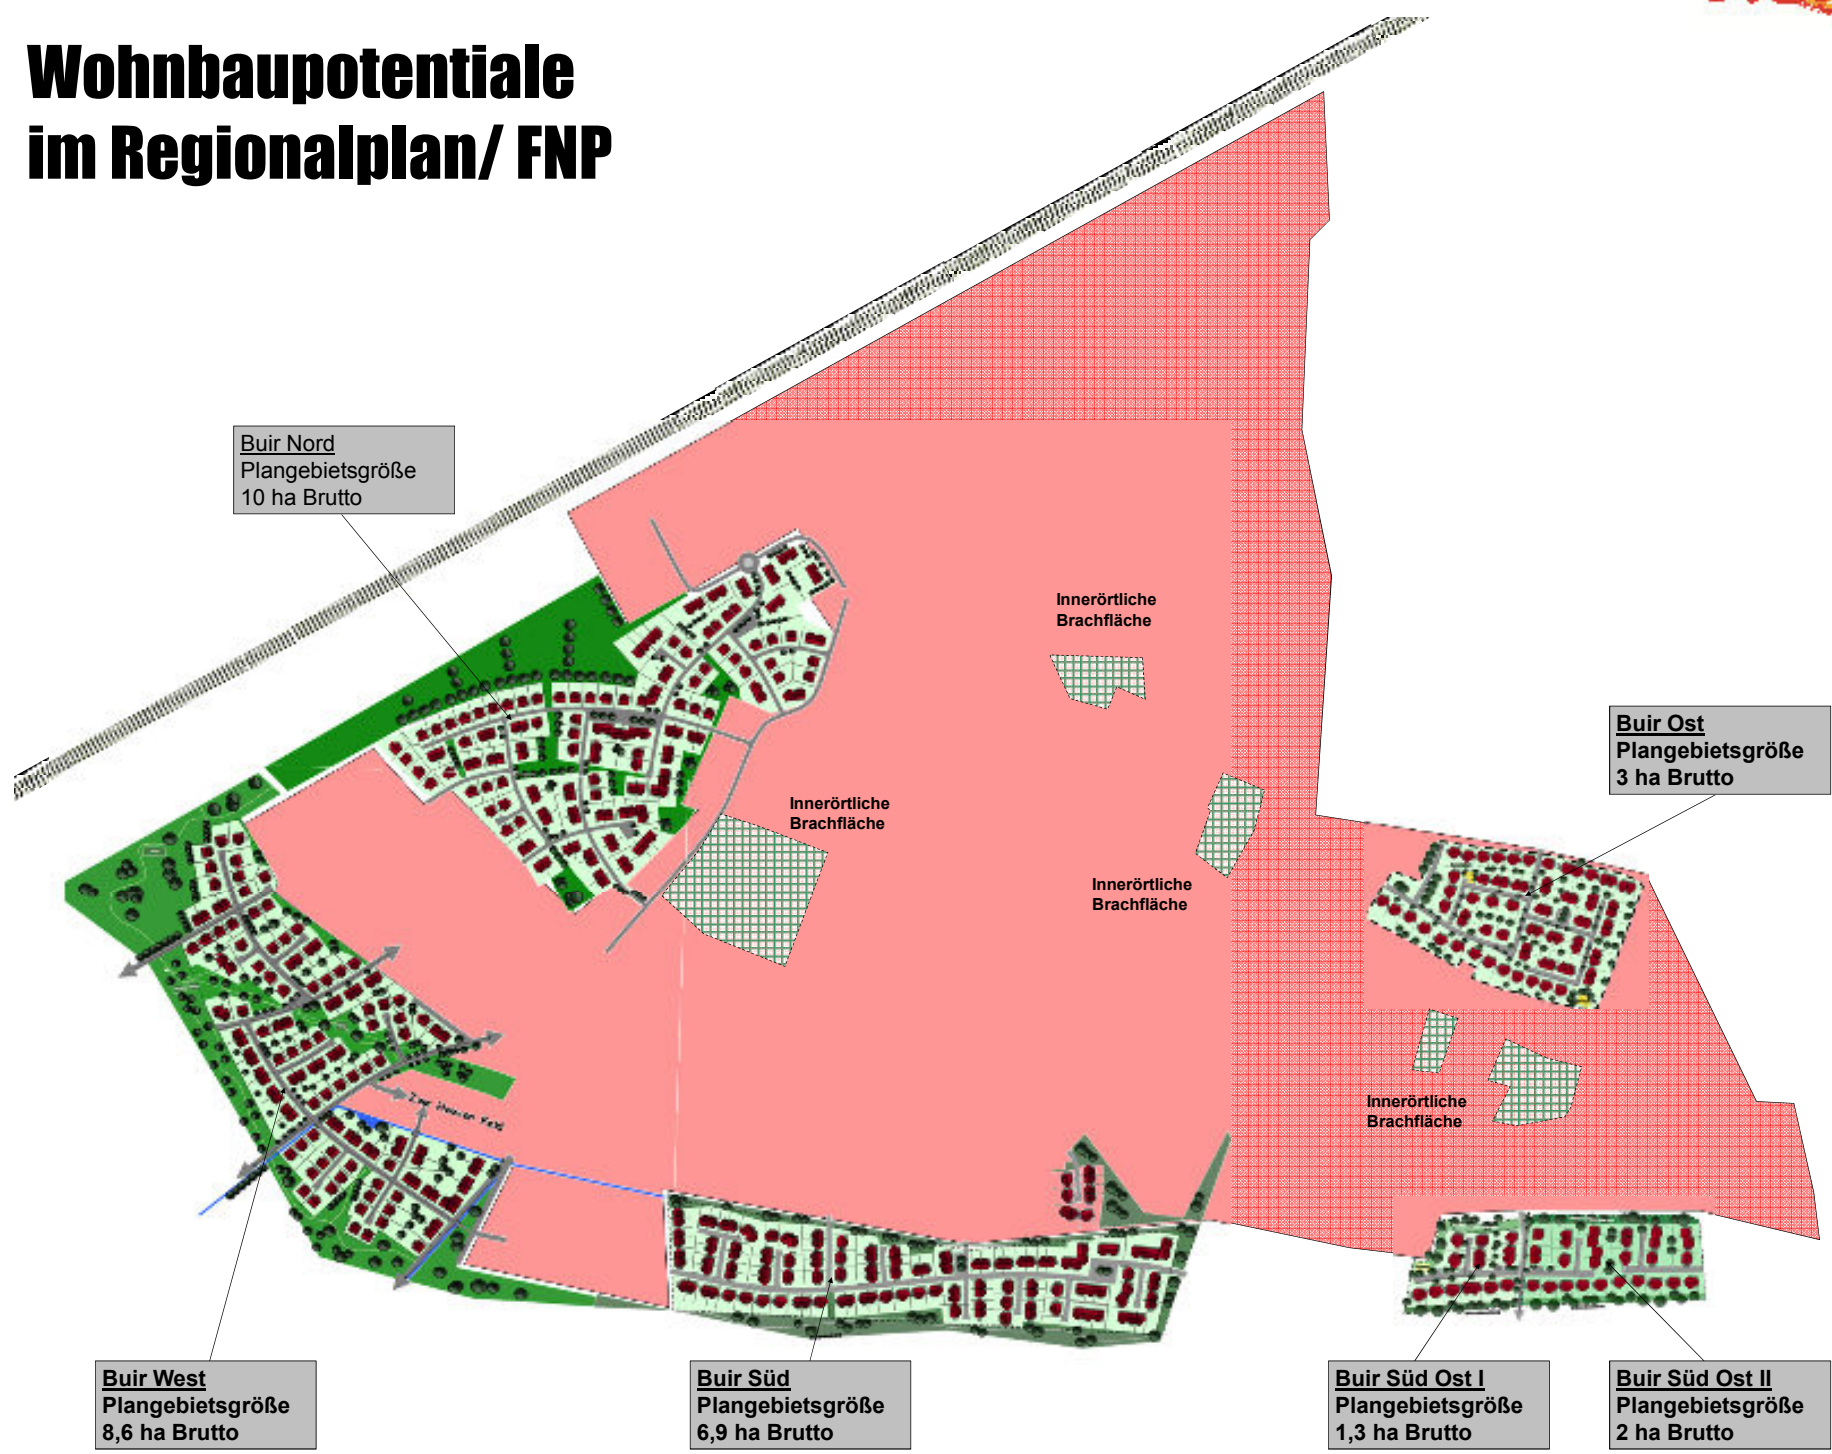 Wohnbaupotentiale
im Regionalplan/ FNP
Buir Nord
Plangebietsgröße
10 ha Brutto
Innerörtliche
Brachfläche
Buir Ost
Plangebietsgröße
3 ha Brutto
Innerörtliche
Brachfläche
Innerörtliche
Brachfläche
Innerörtliche
Brachfläche
Buir West
Plangebietsgröße
8,6 ha Brutto
Buir Süd
Plangebietsgröße
6,9 ha Brutto
Buir Süd Ost I
Plangebietsgröße
1,3 ha Brutto
Buir Süd Ost II
Plangebietsgröße
2 ha Brutto